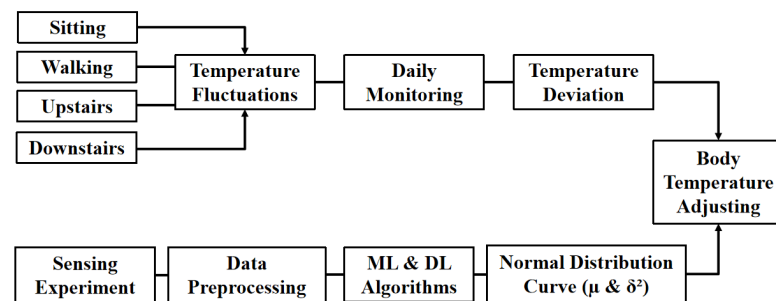 Sitting
Walking
Upstairs
Downstairs
Temperature
Fluctuations
Daily
Monitoring
Temperature
Deviation
Body
Temperature
Adjusting
Sensing
Experiment
Data
Preprocessing
ML & DL
Algorithms
Normal Distribution
Curve (μ & δ²)